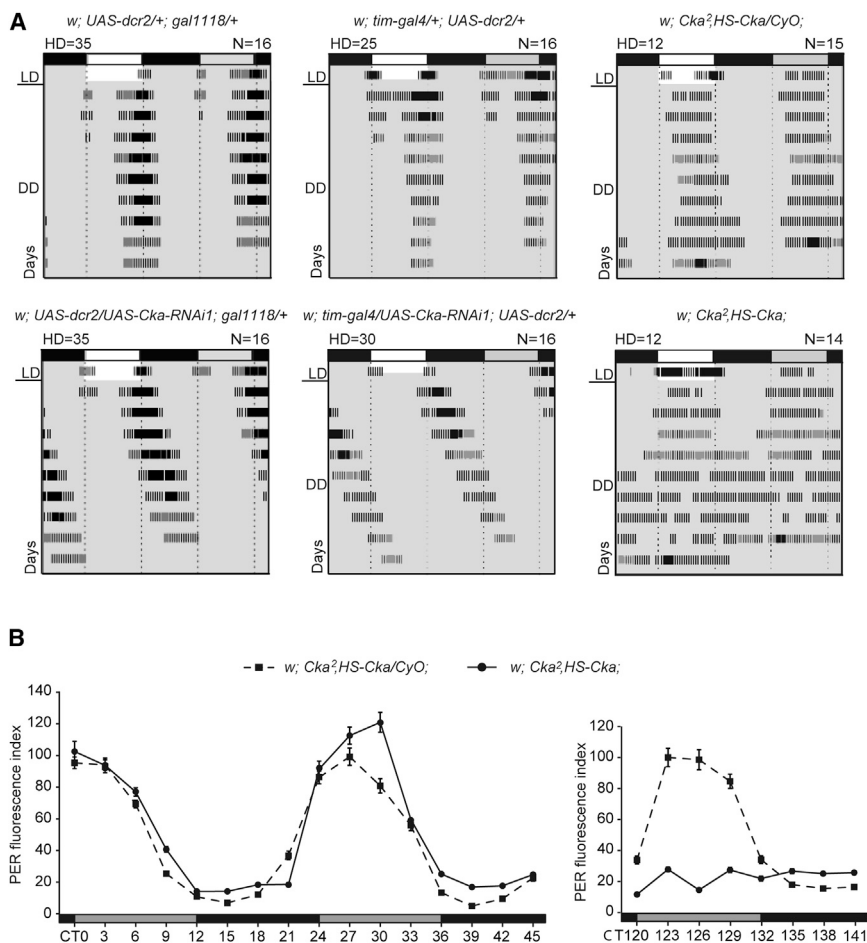 A
w; UAS-dcr2/+; gal1118/+
HD=35 N=16
LD
DD
Days
w; tim-gal4/+; UAS-dcr2/+
HD=25 N=16
LD
DD
Days
w; Cka²,HS-Cka/CyO;
HD=12 N=15
LD
DD
Days
w; UAS-dcr2/UAS-Cka-RNAi1; gal1118/+
HD=35 N=16
LD
DD
Days
w; tim-gal4/UAS-Cka-RNAi1; UAS-dcr2/+
HD=30 N=16
LD
DD
Days
w; Cka²,HS-Cka;
HD=12 N=14
LD
DD
Days
B
w; Cka²,HS-Cka/CyO; w; Cka²,HS-Cka;
PER fluorescence index
140
120
100
80
60
40
20
0
CT0 3 6 9 12 15 18 21 24 27 30 33 36 39 42 45
PER fluorescence index
120
100
80
60
40
20
0
CT120 123 126 129 132 135 138 141